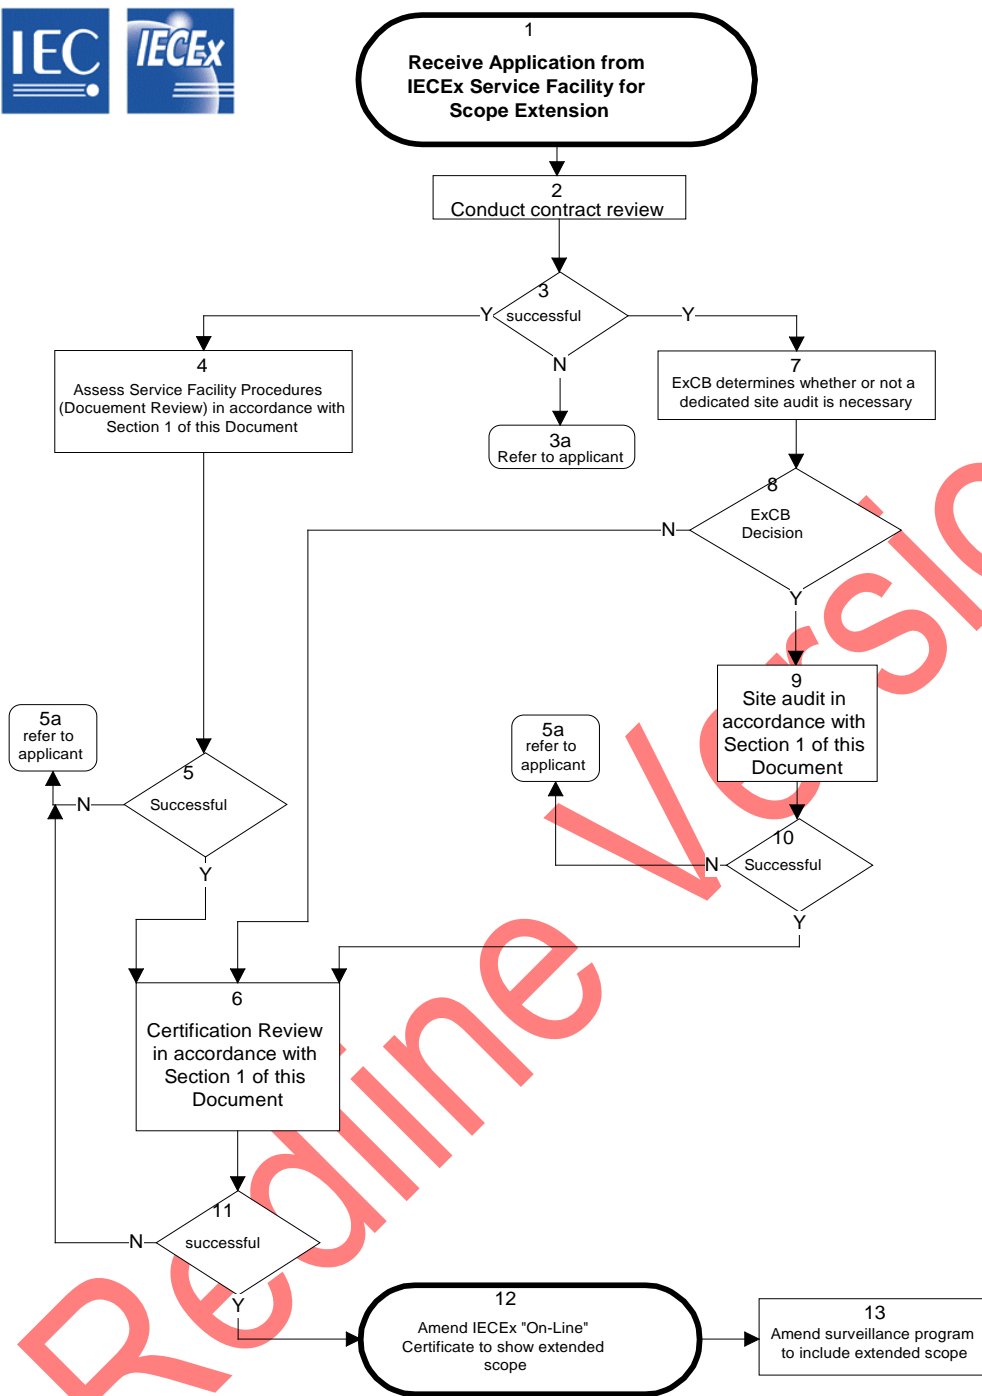 IEC
IECEx
1
Receive Application from
IECEx Service Facility for
Scope Extension
2
Conduct contract review
3
successful
Y
Y
N
4
Assess Service Facility Procedures
(Docuement Review) in accordance with
Section 1 of this Document
7
ExCB determines whether or not a
dedicated site audit is necessary
3a
Refer to applicant
8
ExCB
Decision
N
Y
9
Site audit in
accordance with
Section 1 of this
Document
5a
refer to
applicant
5a
refer to
applicant
5
Successful
N
Y
10
Successful
N
Y
6
Certification Review
in accordance with
Section 1 of this
Document
11
successful
N
Y
12
Amend IECEx "On-Line"
Certificate to show extended
scope
13
Amend surveillance program
to include extended scope
Redline Versio